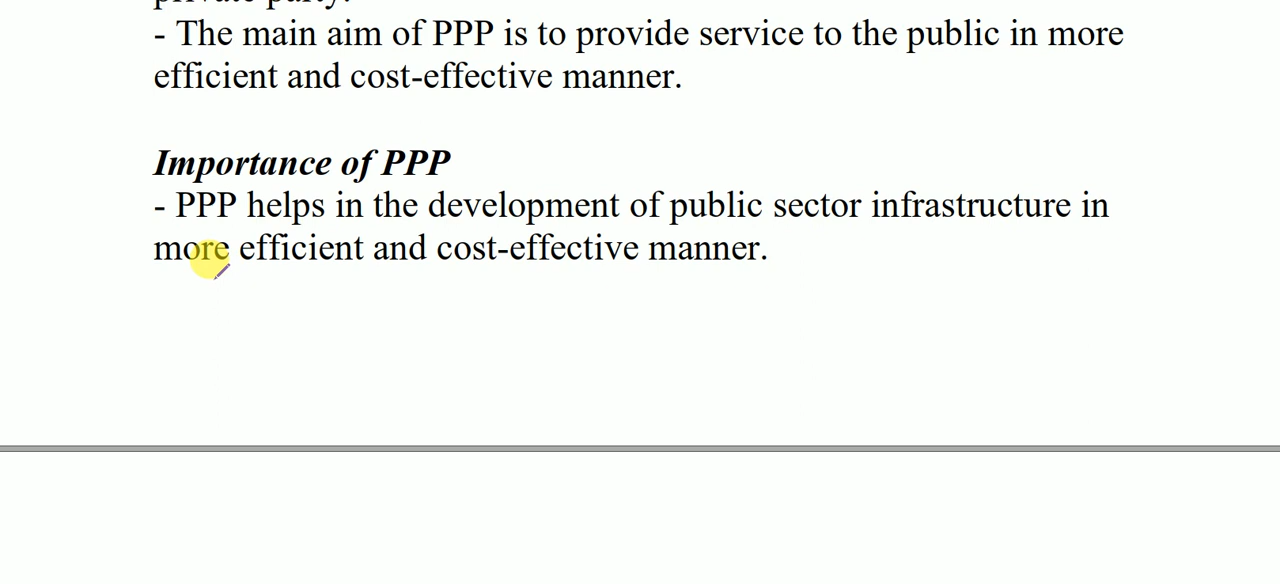 private party.
- The main aim of PPP is to provide service to the public in more
efficient and cost-effective manner.
Importance of PPP
- PPP helps in the development of public sector infrastructure in
more efficient and cost-effective manner.